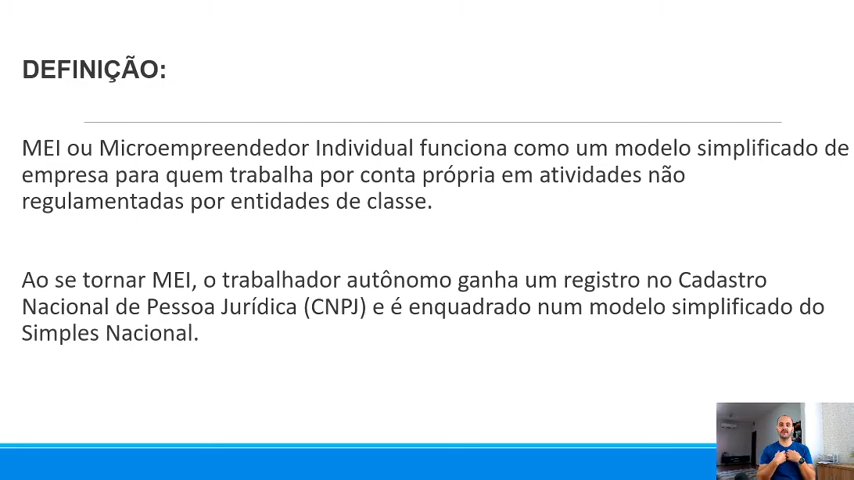 DEFINIÇÃO:
MEI ou Microempreendedor Individual funciona como um modelo simplificado de
empresa para quem trabalha por conta própria em atividades não
regulamentadas por entidades de classe.
Ao se tornar MEI, o trabalhador autônomo ganha um registro no Cadastro
Nacional de Pessoa Jurídica (CNPJ) e é enquadrado num modelo simplificado do
Simples Nacional.